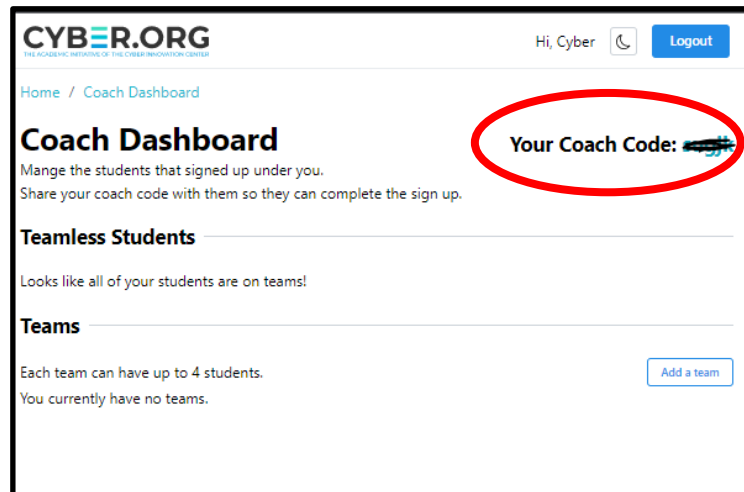 CYBER.ORG
THE ACADEMIC INITIATIVE OF THE CYBER INNOVATION CENTER
Hi, Cyber
Logout
Home / Coach Dashboard
Coach Dashboard
Your Coach Code:
Mange the students that signed up under you.
Share your coach code with them so they can complete the sign up.
Teamless Students
Looks like all of your students are on teams!
Teams
Each team can have up to 4 students.
Add a team
You currently have no teams.